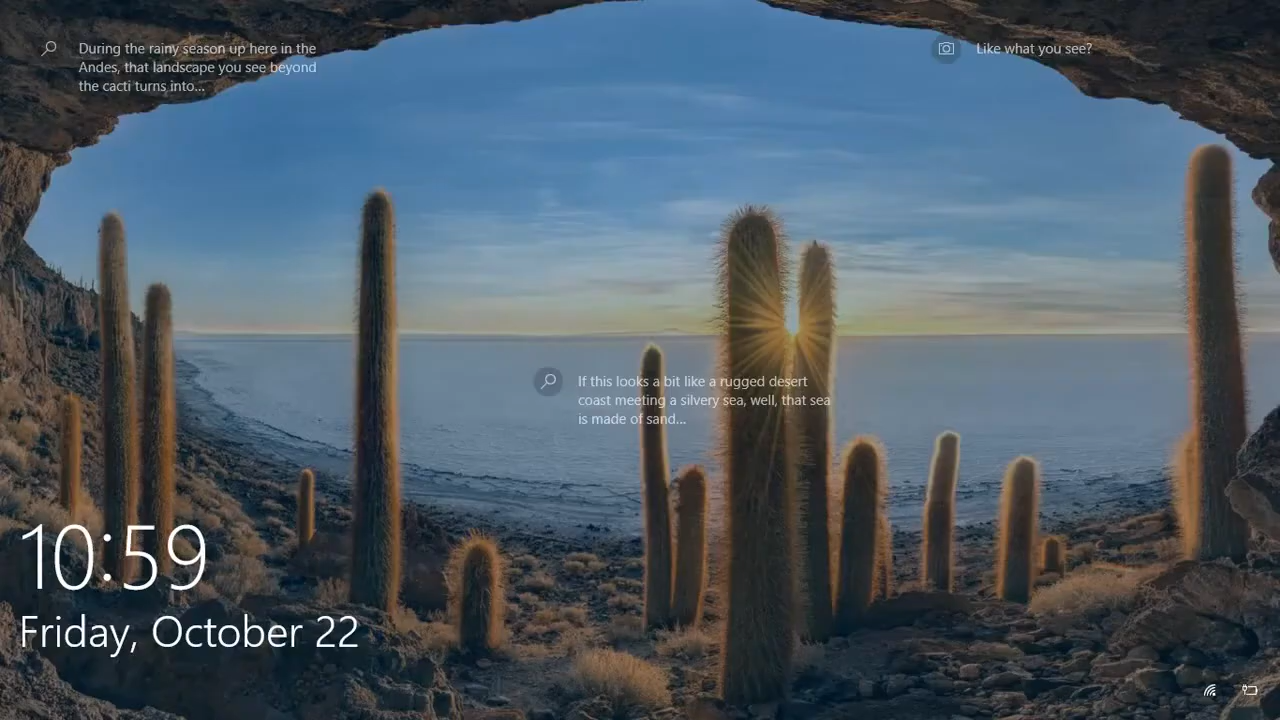 During the rainy season up here in the
Andes, that landscape you see beyond
the cacti turns into...
Like what you see?
If this looks a bit like a rugged desert
coast meeting a silvery sea, well, that sea
is made of sand...
10:59
Friday, October 22